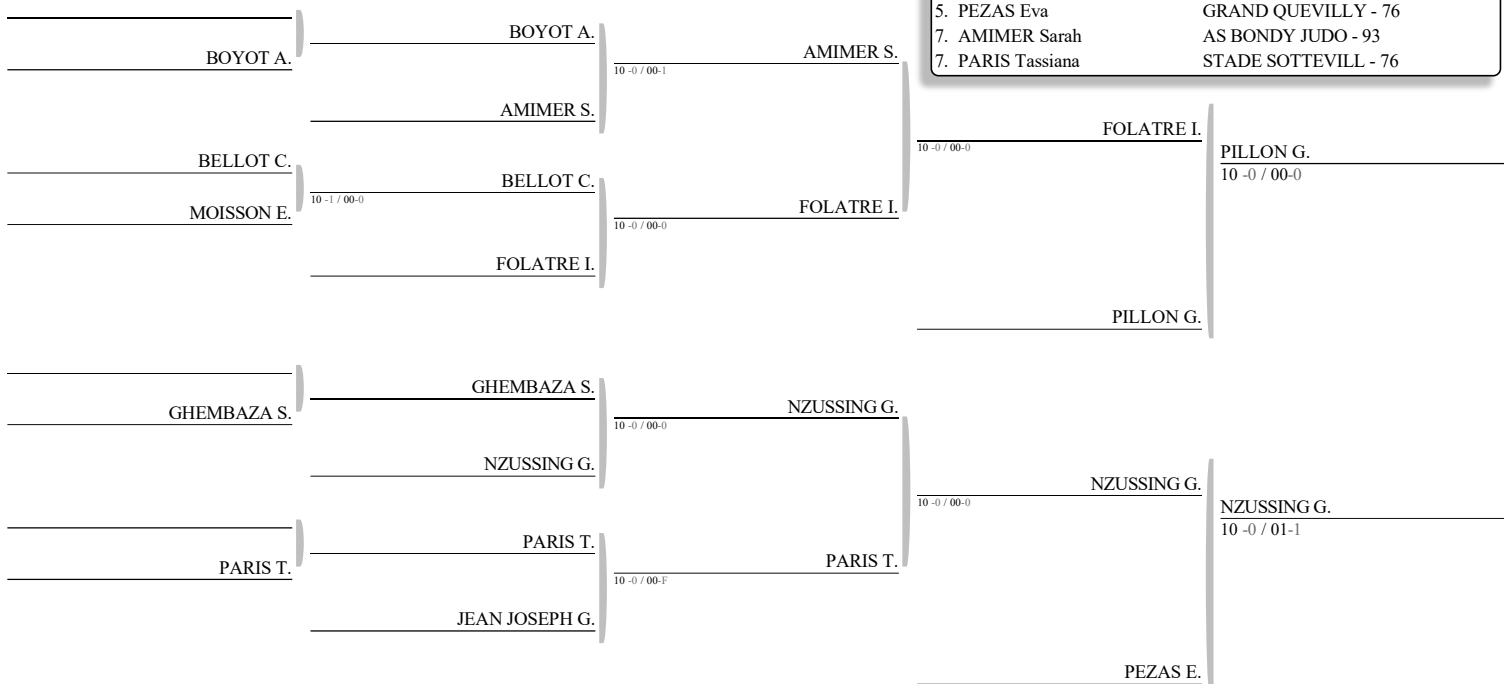 5. PEZAS Eva GRAND QUEVILLY - 76
7. AMIMER Sarah AS BONDY JUDO - 93
7. PARIS Tassiana STADE SOTTEVILL - 76
BOYOT A.
BOYOT A.
AMIMER S.
10 -0 / 00-1
AMIMER S.
FOLATRE I.
10 -0 / 00-0
PILLON G.
10 -0 / 00-0
BELLOT C.
BELLOT C.
10 -1 / 00-0
MOISSON E.
FOLATRE I.
10 -0 / 00-0
FOLATRE I.
PILLON G.
GHEMBAZA S.
GHEMBAZA S.
NZUSSING G.
10 -0 / 00-0
NZUSSING G.
NZUSSING G.
10 -0 / 00-0
NZUSSING G.
10 -0 / 01-1
PARIS T.
PARIS T.
PARIS T.
10 -0 / 00-F
JEAN JOSEPH G.
PEZAS E.